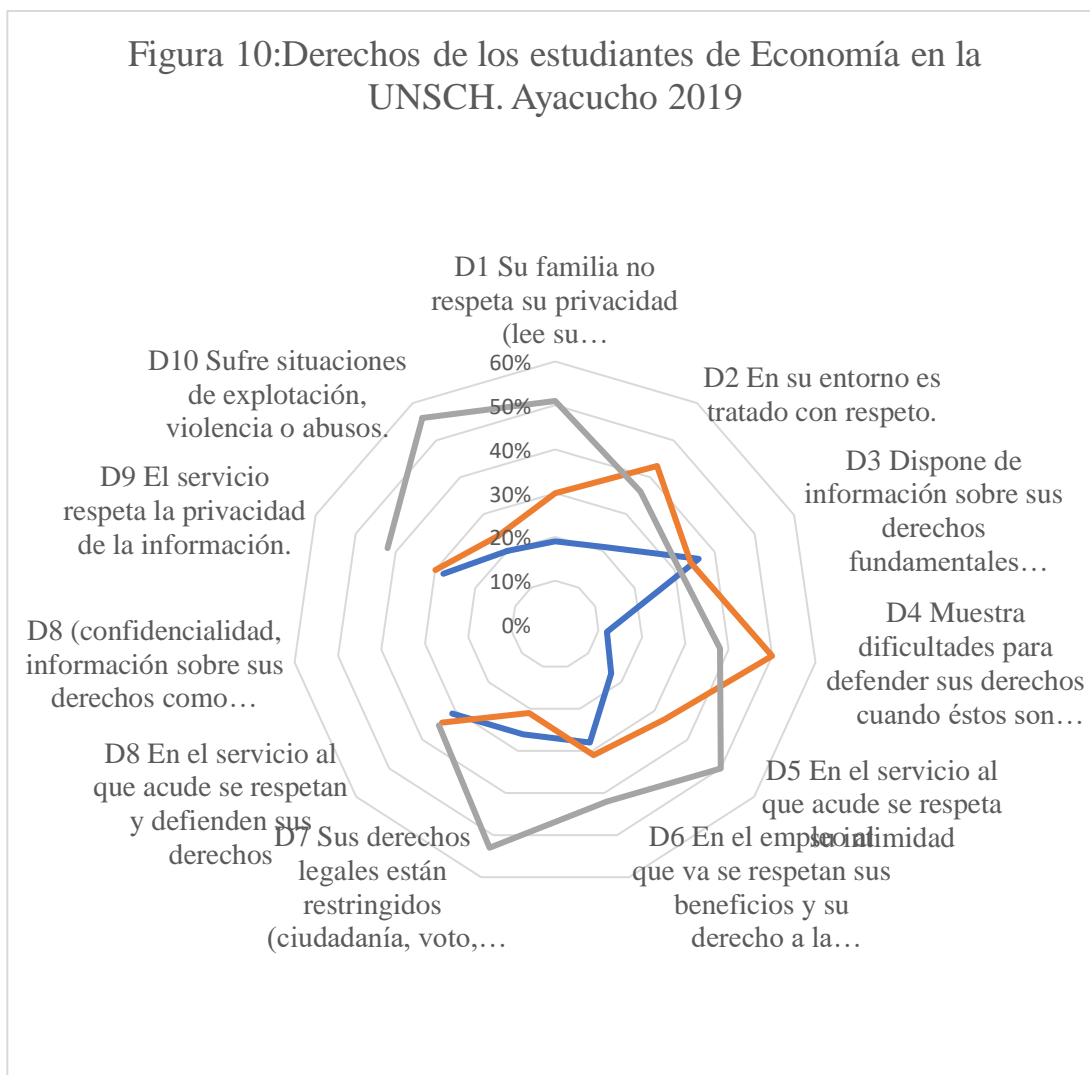 Figura 10:Derechos de los estudiantes de Economía en la
UNSCH. Ayacucho 2019
D1 Su familia no
respeta su privacidad
(lee su…
D2 En su entorno es
tratado con respeto.
D3 Dispone de
información sobre sus
derechos
fundamentales…
D4 Muestra
dificultades para
defender sus derechos
cuando éstos son…
D5 En el servicio al
que acude se respeta
su intimidad
D6 En el empleo al
que va se respetan sus
beneficios y su
derecho a la…
D7 Sus derechos
legales están
restringidos
(ciudadanía, voto,…
D8 En el servicio al
que acude se respetan
y defienden sus
derechos
D8 (confidencialidad,
información sobre sus
derechos como…
D9 El servicio
respeta la privacidad
de la información.
D10 Sufre situaciones
de explotación,
violencia o abusos.
60%
50%
40%
30%
20%
10%
0%